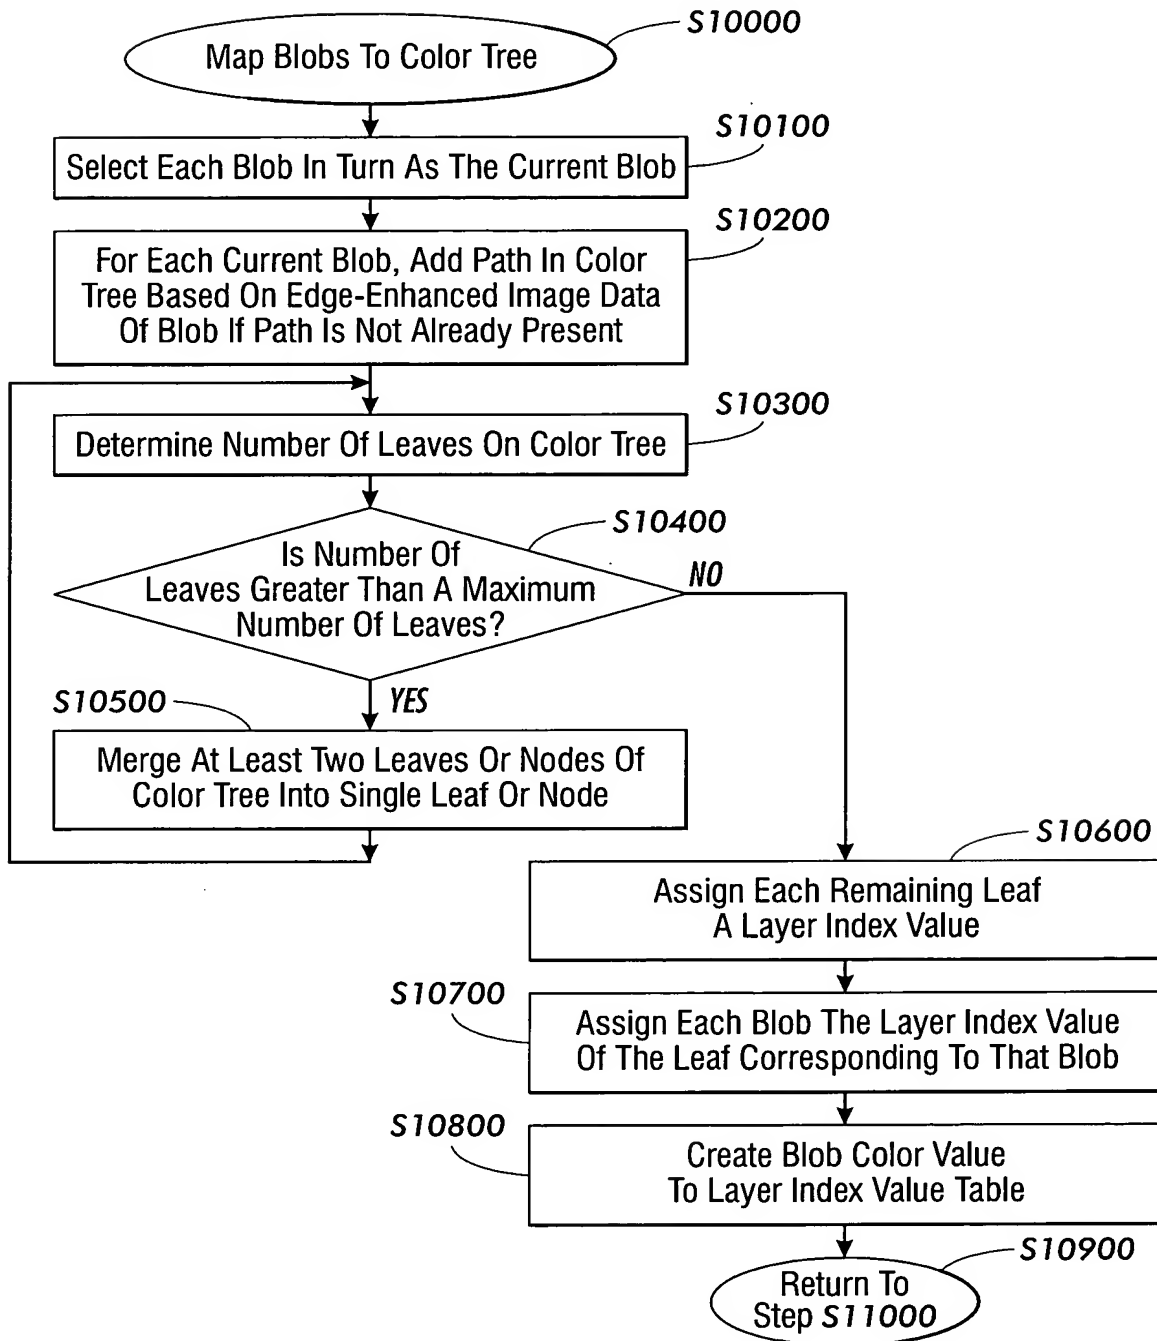 S10000
Map Blobs To Color Tree
S10100
Select Each Blob In Turn As The Current Blob
S10200
For Each Current Blob, Add Path In Color
Tree Based On Edge-Enhanced Image Data
Of Blob If Path Is Not Already Present
S10300
Determine Number Of Leaves On Color Tree
S10400
Is Number Of
Leaves Greater Than A Maximum
Number Of Leaves?
NO
YES
S10500
Merge At Least Two Leaves Or Nodes Of
Color Tree Into Single Leaf Or Node
S10600
Assign Each Remaining Leaf
A Layer Index Value
S10700
Assign Each Blob The Layer Index Value
Of The Leaf Corresponding To That Blob
S10800
Create Blob Color Value
To Layer Index Value Table
S10900
Return To
Step S11000